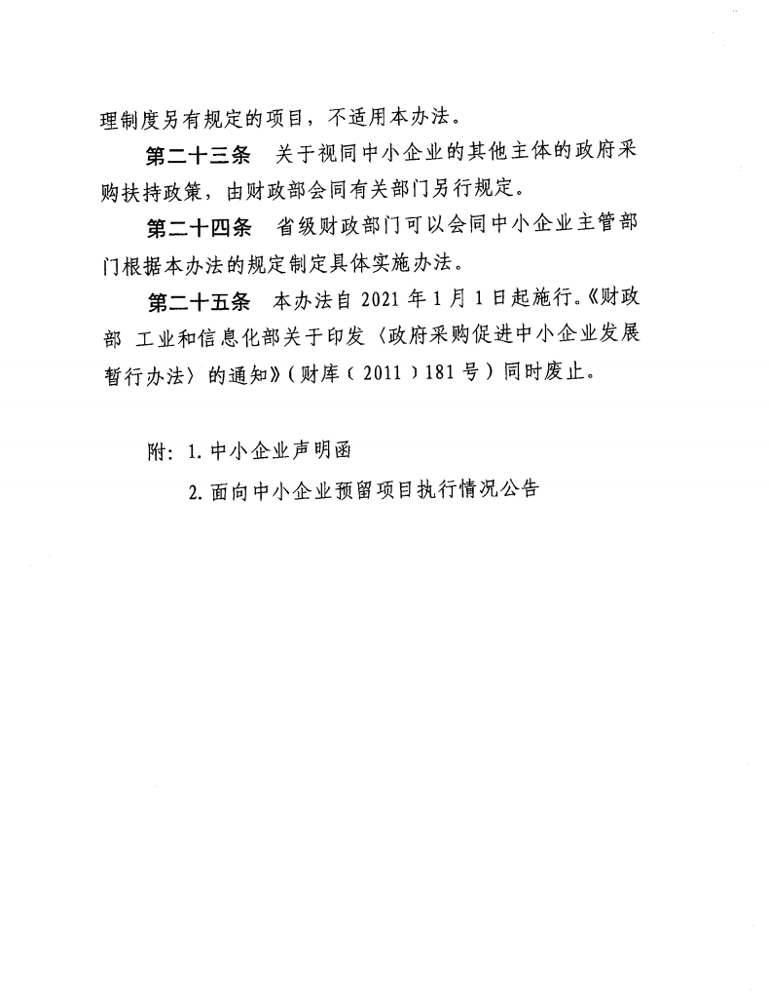 理制度另有规定的项目，不适用本办法。
第二十三条　关于视同中小企业的其他主体的政府采
购扶持政策，由财政部会同有关部门另行规定。
第二十四条　省级财政部门可以会同中小企业主管部
门根据本办法的规定制定具体实施办法。
第二十五条　本办法自 2021 年 1 月 1 日起施行。《财政
部 工业和信息化部关于印发〈政府采购促进中小企业发展
暂行办法〉的通知》（财库﹝2011﹞181 号）同时废止。
附：1. 中小企业声明函
2. 面向中小企业预留项目执行情况公告